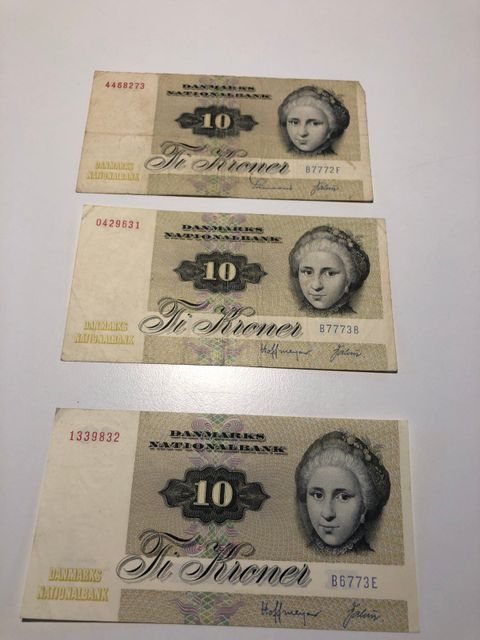 4468273
DANMARKS
NATIONALBANK
10
Ti Kroner
DANMARKS
NATIONALBANK
B7772F
0429631
DANMARKS
NATIONALBANK
10
Ti Kroner
DANMARKS
NATIONALBANK
B7773B
Hoffmeyer
1339832
DANMARKS
NATIONALBANK
10
Ti Kroner
DANMARKS
NATIONALBANK
B6773E
Hoffmeyer